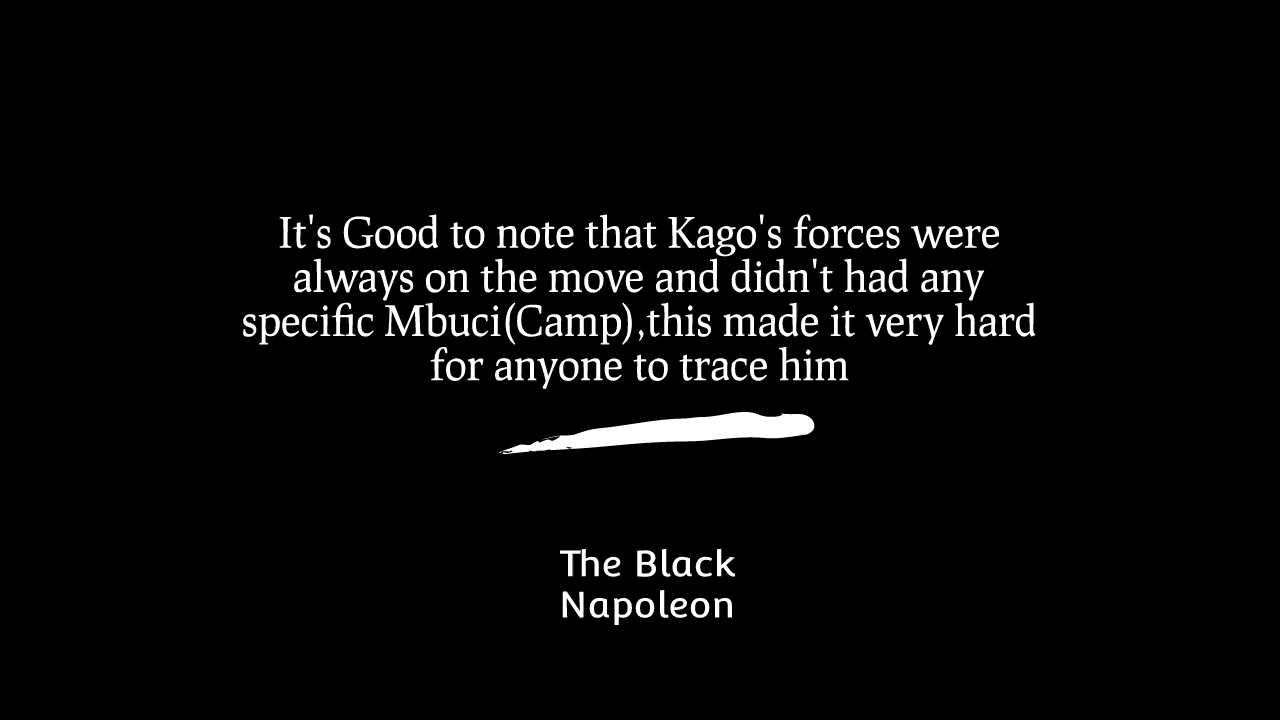 It's Good to note that Kago's forces were
always on the move and didn't had any
specific Mbuci(Camp),this made it very hard
for anyone to trace him
The Black
Napoleon